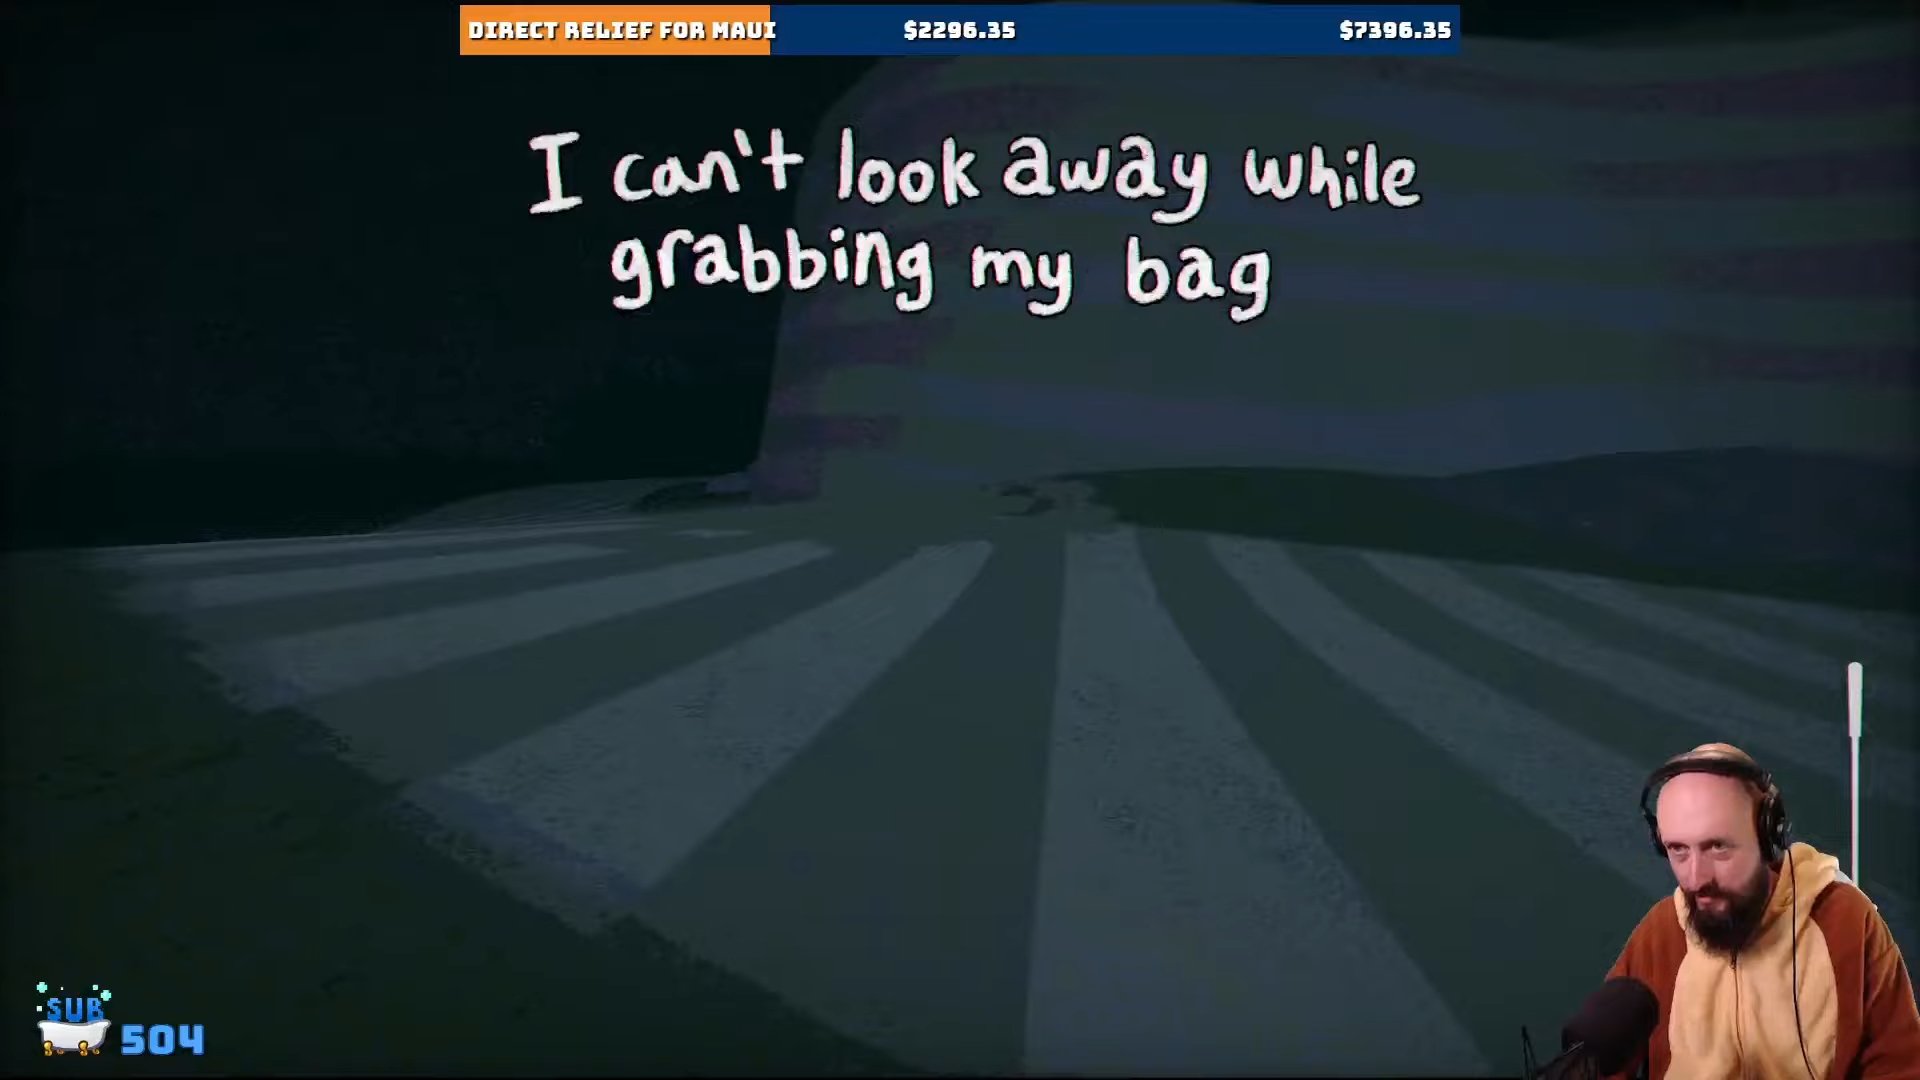 DIRECT RELIEF FOR MAUI $2296.35 $7396.35
I can't look away while
grabbing my bag
SUB
504